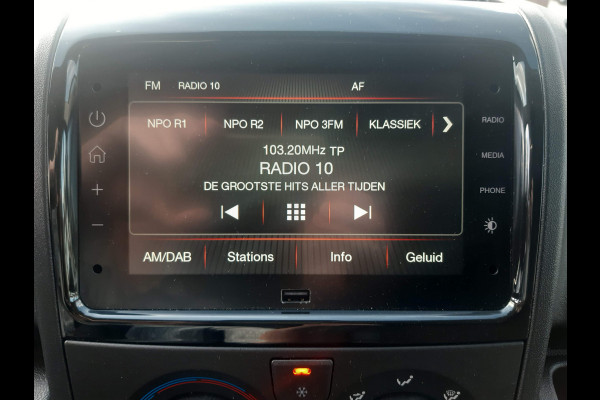 FM RADIO 10 AF
NPO R1 NPO R2 NPO 3FM KLASSIEK
RADIO
103.20MHz TP
MEDIA
RADIO 10
DE GROOTSTE HITS ALLER TIJDEN
PHONE
AM/DAB Stations Info Geluid